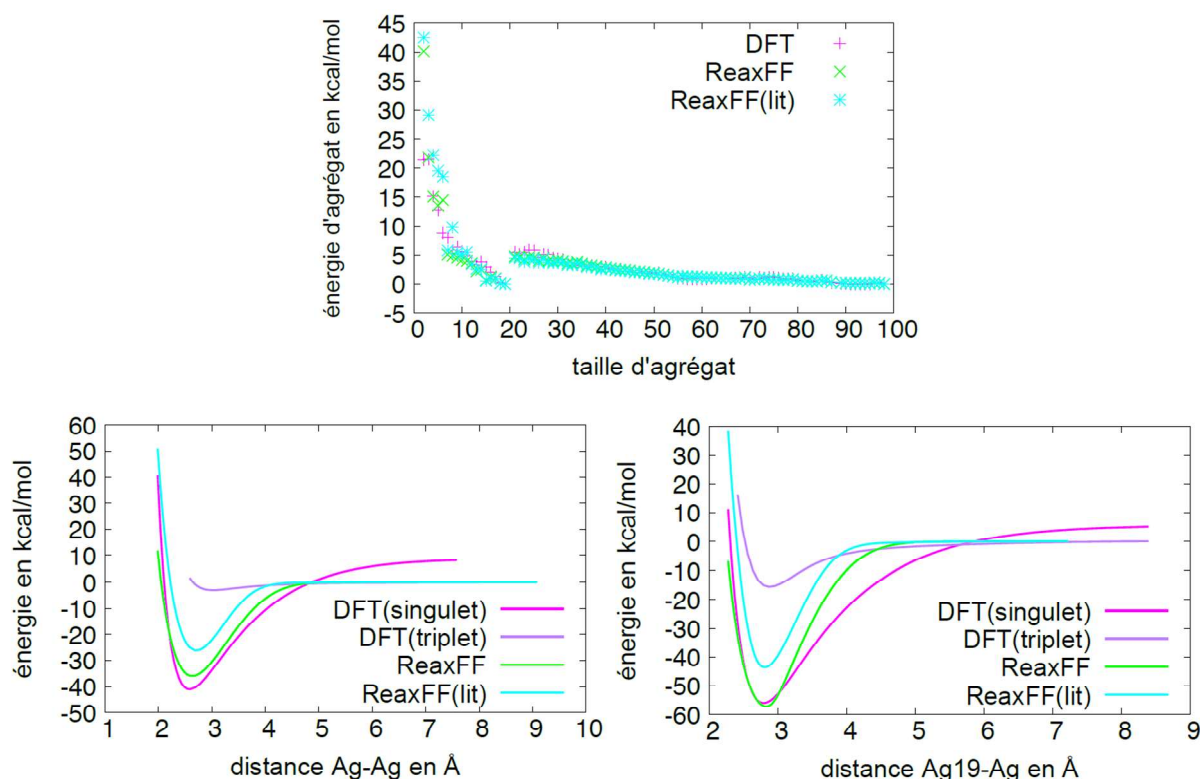 énergie d'agrégat en kcal/mol
45
40
35
30
25
20
15
10
5
0
-5
DFT
ReaxFF
ReaxFF(lit)
0 10 20 30 40 50 60 70 80 90 100
taille d'agrégat
énergie en kcal/mol
60
50
40
30
20
10
0
-10
-20
-30
-40
-50
DFT(singulet)
DFT(triplet)
ReaxFF
ReaxFF(lit)
1 2 3 4 5 6 7 8 9 10
distance Ag-Ag en Å
énergie en kcal/mol
40
30
20
10
0
-10
-20
-30
-40
-50
-60
DFT(singulet)
DFT(triplet)
ReaxFF
ReaxFF(lit)
2 3 4 5 6 7 8 9
distance Ag19-Ag en Å